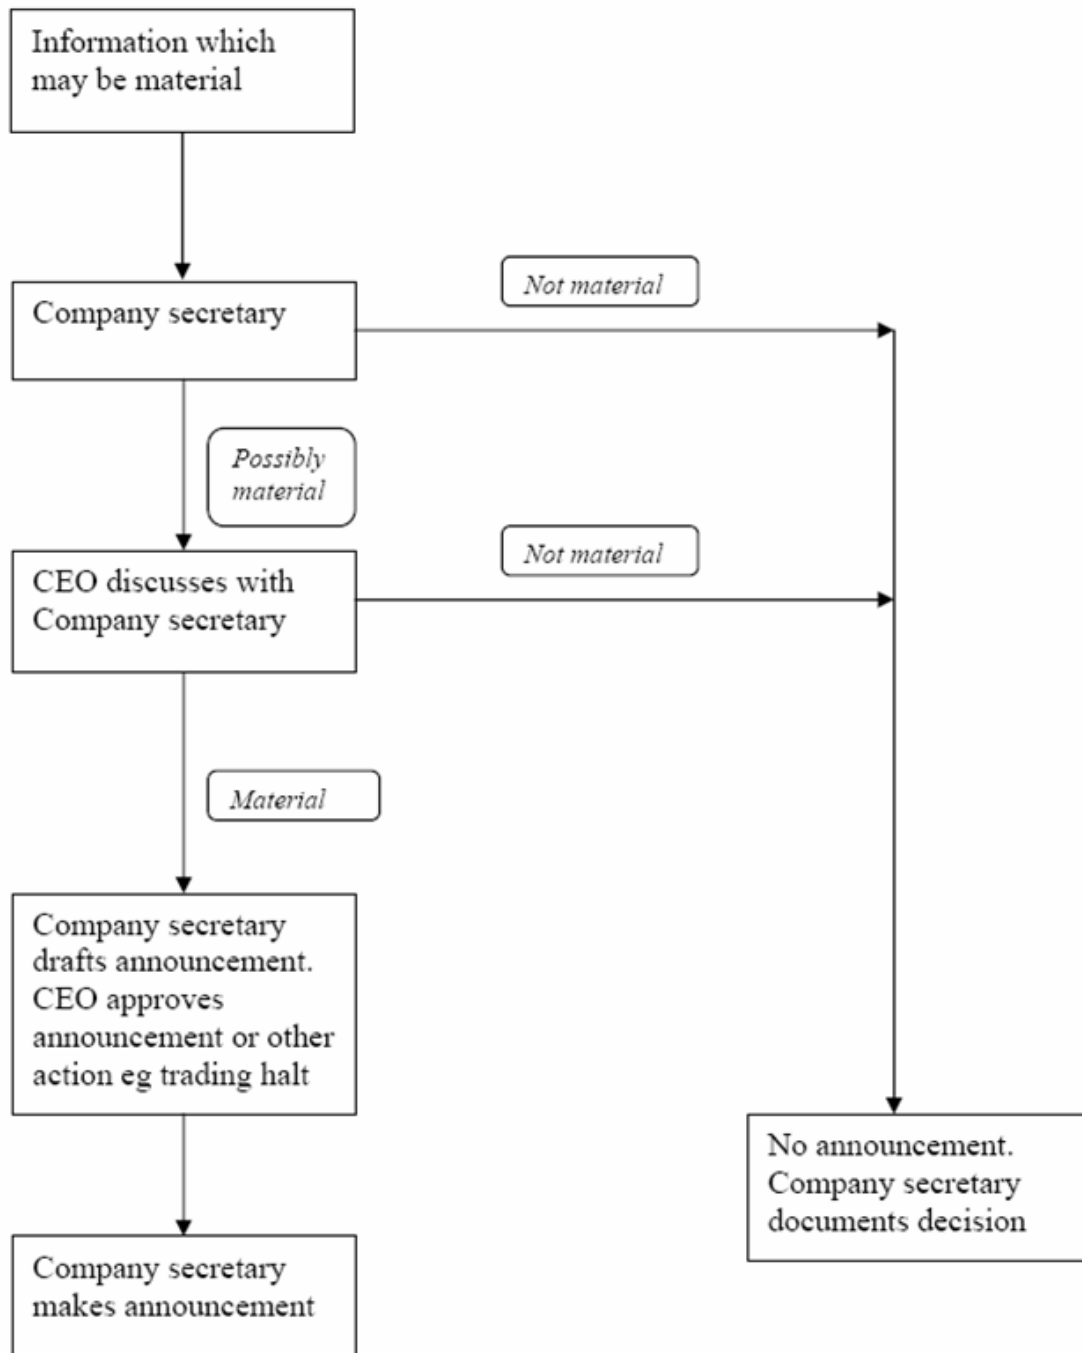 Information which
may be material
Company secretary
Not material
Possibly
material
CEO discusses with
Company secretary
Not material
Material
Company secretary
drafts announcement.
CEO approves
announcement or other
action eg trading halt
No announcement.
Company secretary
documents decision
Company secretary
makes announcement